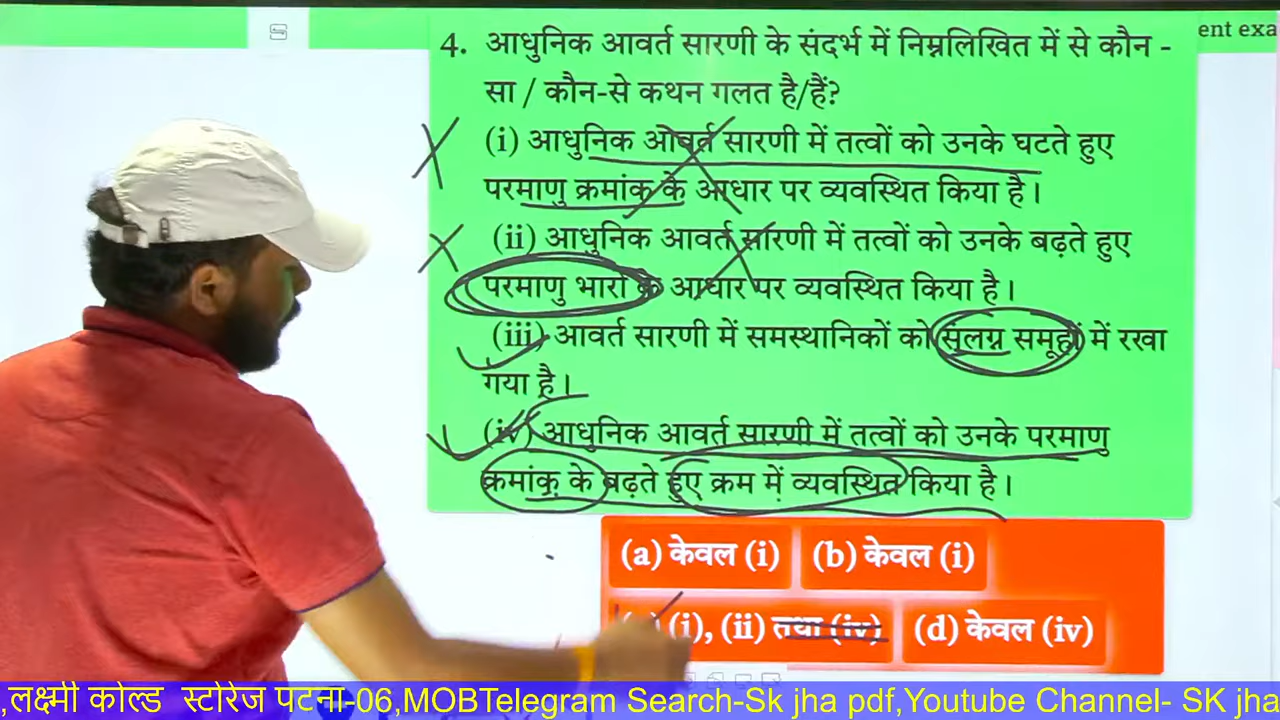 ent exa
4. आधुनिक आवर्त सारणी के संदर्भ में निम्नलिखित में से कौन -
सा / कौन-से कथन गलत है/हैं?
(i) आधुनिक आवर्त सारणी में तत्वों को उनके घटते हुए
परमाणु क्रमांक के आधार पर व्यवस्थित किया है।
(ii) आधुनिक आवर्त सारणी में तत्वों को उनके बढ़ते हुए
परमाणु भारों के आधार पर व्यवस्थित किया है।
(iii) आवर्त सारणी में समस्थानिकों को संलग्न समूहों में रखा
गया है।
(iv) आधुनिक आवर्त सारणी में तत्वों को उनके परमाणु
क्रमांक के बढ़ते हुए क्रम में व्यवस्थित किया है।
(a) केवल (i) (b) केवल (i)
(i), (ii) तथा (iv) (d) केवल (iv)
,लक्ष्मी कोल्ड स्टोरेज पटना-06,MOBTelegram Search-Sk jha pdf,Youtube Channel- SK jha